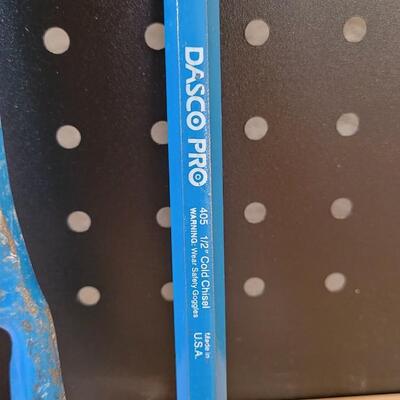 DASCO PRO
405 1/2" Cold Chisel
WARNING: Wear Safety Goggles
Made in
U.S.A.